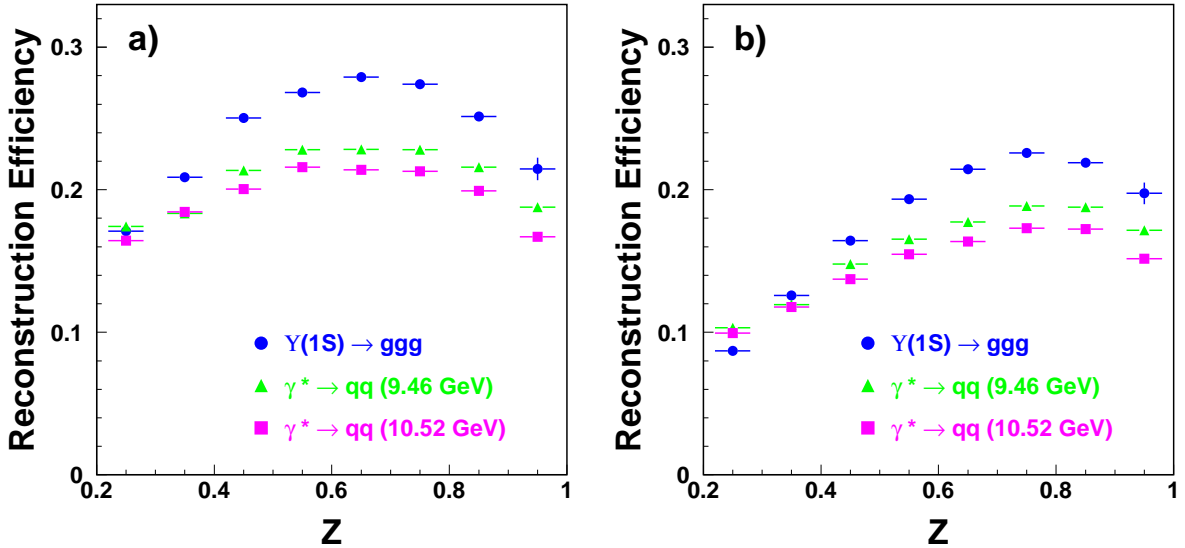 a)
Reconstruction Efficiency
0.3
0.2
0.1
0
ϒ(1S) → ggg
γ* → qq (9.46 GeV)
γ* → qq (10.52 GeV)
0.2 0.4 0.6 0.8 1
Z
b)
Reconstruction Efficiency
0.3
0.2
0.1
0
ϒ(1S) → ggg
γ* → qq (9.46 GeV)
γ* → qq (10.52 GeV)
0.2 0.4 0.6 0.8 1
Z